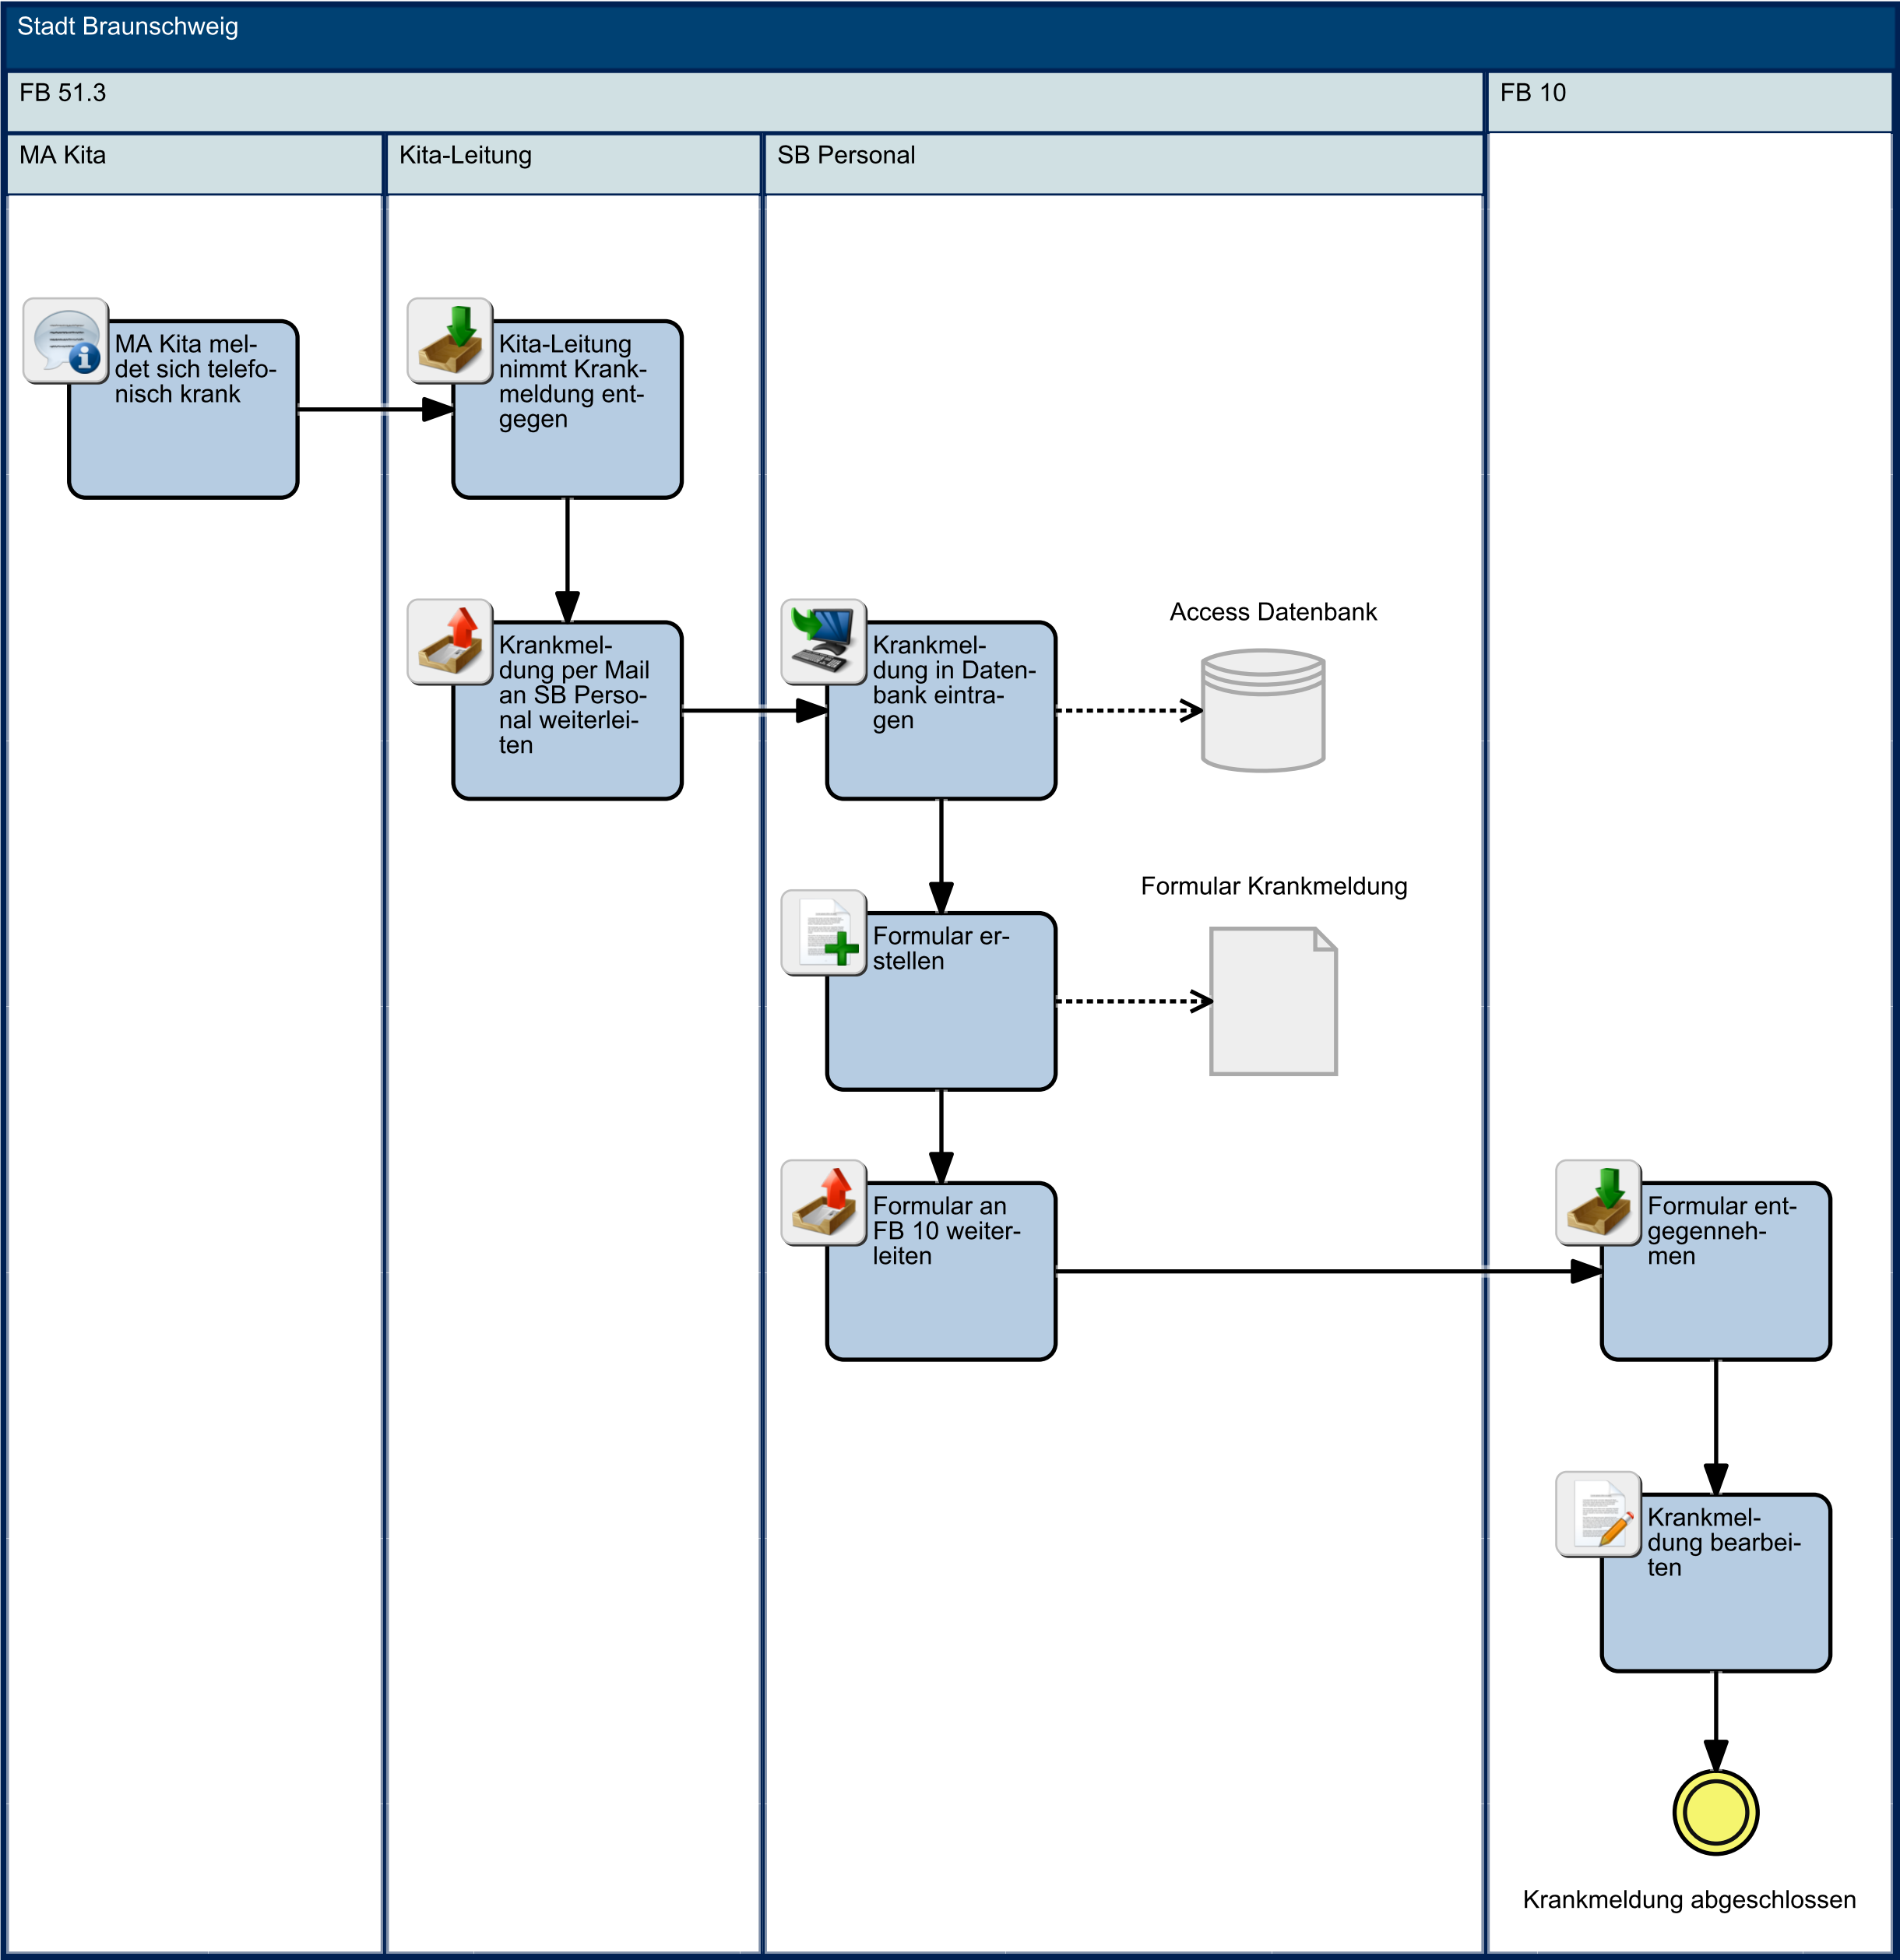 Stadt Braunschweig
FB 51.3
FB 10
MA Kita
Kita-Leitung
SB Personal
MA Kita mel-
det sich telefo-
nisch krank
Kita-Leitung
nimmt Krank-
meldung ent-
gegen
Krankmel-
dung per Mail
an SB Perso-
nal weiterlei-
ten
Krankmel-
dung in Daten-
bank eintra-
gen
Access Datenbank
Formular er-
stellen
Formular Krankmeldung
Formular an
FB 10 weiter-
leiten
Formular ent-
gegenneh-
men
Krankmel-
dung bearbei-
ten
Krankmeldung abgeschlossen